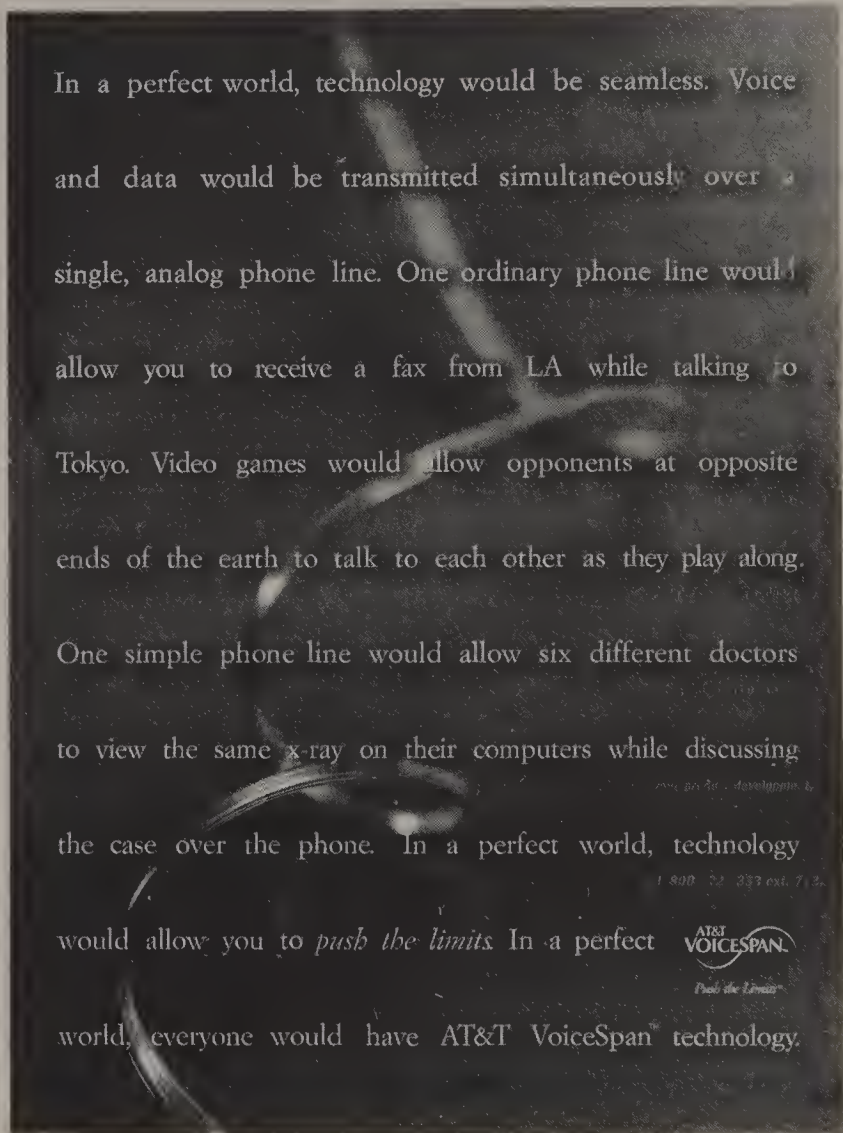 In a perfect world, technology would be seamless. Voice
and data would be transmitted simultaneously over a
single, analog phone line. One ordinary phone line would
allow you to receive a fax from LA while talking to
Tokyo. Video games would allow opponents at opposite
ends of the earth to talk to each other as they play along.
One simple phone line would allow six different doctors
to view the same x-ray on their computers while discussing
the case over the phone. In a perfect world, technology
would allow you to push the limits. In a perfect
AT&T
VOICESPAN™
Push the Limits
world, everyone would have AT&T VoiceSpan™ technology.